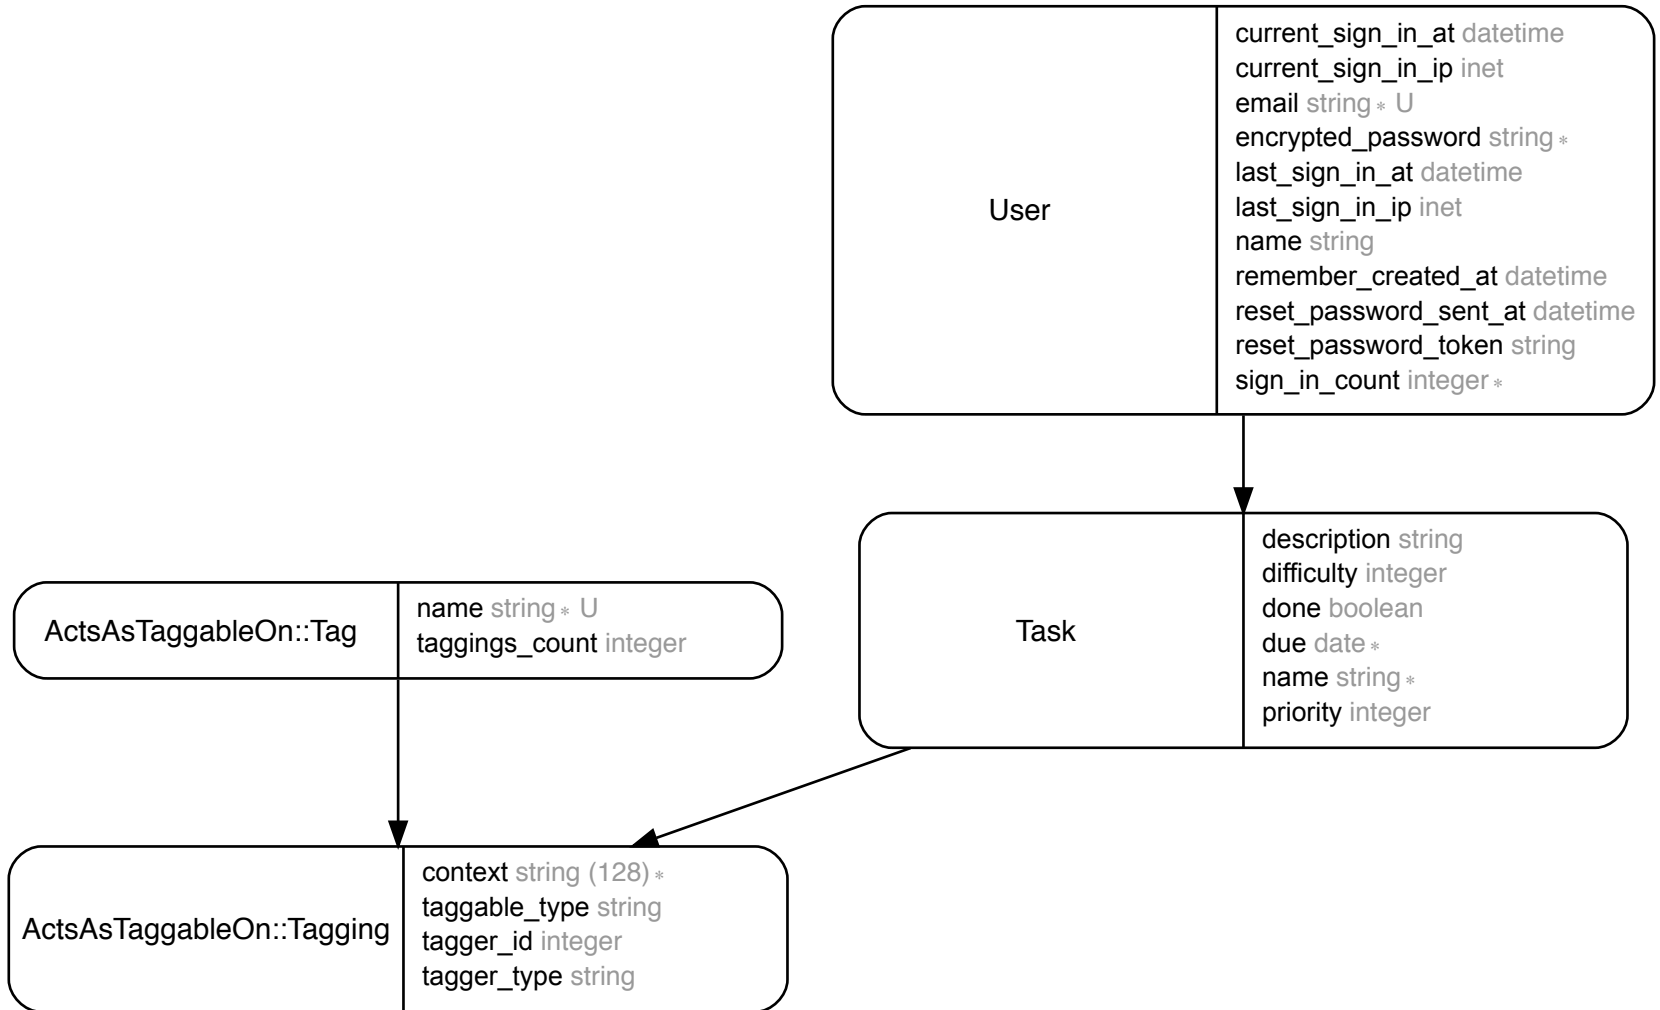 User
current_sign_in_at datetime
current_sign_in_ip inet
email string * U
encrypted_password string *
last_sign_in_at datetime
last_sign_in_ip inet
name string
remember_created_at datetime
reset_password_sent_at datetime
reset_password_token string
sign_in_count integer *
ActsAsTaggableOn::Tag
name string * U
taggings_count integer
Task
description string
difficulty integer
done boolean
due date *
name string *
priority integer
ActsAsTaggableOn::Tagging
context string (128) *
taggable_type string
tagger_id integer
tagger_type string